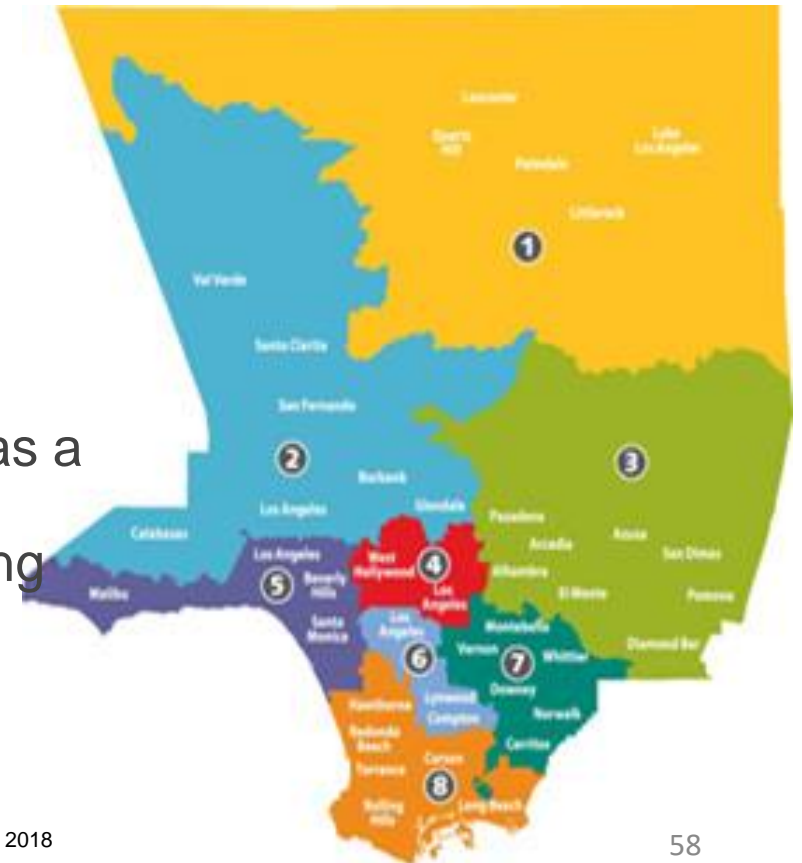 Lancaster
Quartz
Hill
Lake
Los Angeles
Palmdale
Littlerock
1
Val Verde
Santa Clarita
San Fernando
as a
2
3
Burbank
Los Angeles
Glendale
Pasadena
Calabasas
Arcadia
Azusa
San Dimas
Los Angeles
West
Hollywood
4
Alhambra
ng
5
Beverly
Hills
Malibu
Los
Angeles
El Monte
Pomona
Santa
Monica
Los
Angeles
Montebello
6
Vernon
7
Whittier
Diamond Bar
Downey
Hawthorne
Lynwood
Compton
Norwalk
Redondo
Beach
Cerritos
Carson
Torrance
8
Rolling
Hills
Long Beach
2018
58